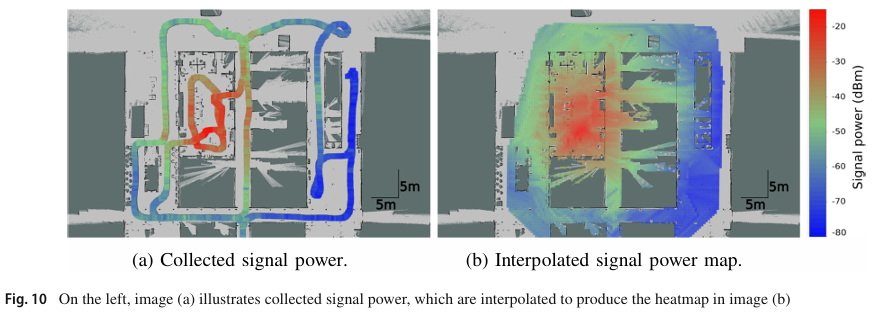 5m
5m
5m
5m
-20
-30
-40
-50
-60
-70
-80
Signal power (dBm)
(a) Collected signal power.
(b) Interpolated signal power map.
Fig. 10 On the left, image (a) illustrates collected signal power, which are interpolated to produce the heatmap in image (b)